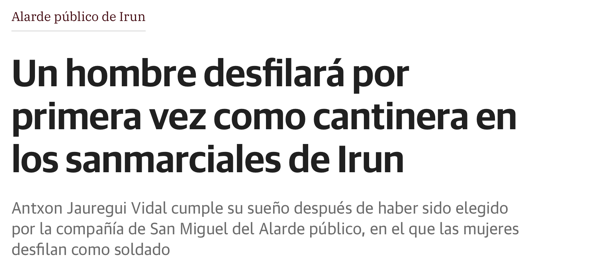 Alarde público de Irun
Un hombre desfilará por
primera vez como cantinera en
los sanmarciales de Irun
Antxon Jauregui Vidal cumple su sueño después de haber sido elegido
por la compañía de San Miguel del Alarde público, en el que las mujeres
desfilan como soldado